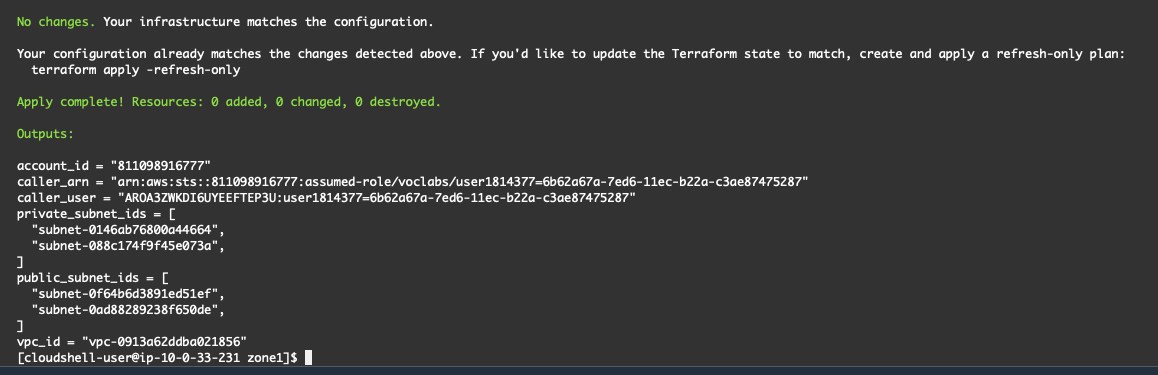 No changes. Your infrastructure matches the configuration.
Your configuration already matches the changes detected above. If you'd like to update the Terraform state to match, create and apply a refresh-only plan:
terraform apply -refresh-only
Apply complete! Resources: 0 added, 0 changed, 0 destroyed.
Outputs:
account_id = "811098916777"
caller_arn = "arn:aws:sts::811098916777:assumed-role/voclabs/user1814377=6b62a67a-7ed6-11ec-b22a-c3ae87475287"
caller_user = "AROA3ZWKDI6UYEEFTEP3U:user1814377=6b62a67a-7ed6-11ec-b22a-c3ae87475287"
private_subnet_ids = [
"subnet-0146ab76800a44664",
"subnet-088c174f9f45e073a",
]
public_subnet_ids = [
"subnet-0f64b6d3891ed51ef",
"subnet-0ad88289238f650de",
]
vpc_id = "vpc-0913a62ddba021856"
[cloudshell-user@ip-10-0-33-231 zone1]$